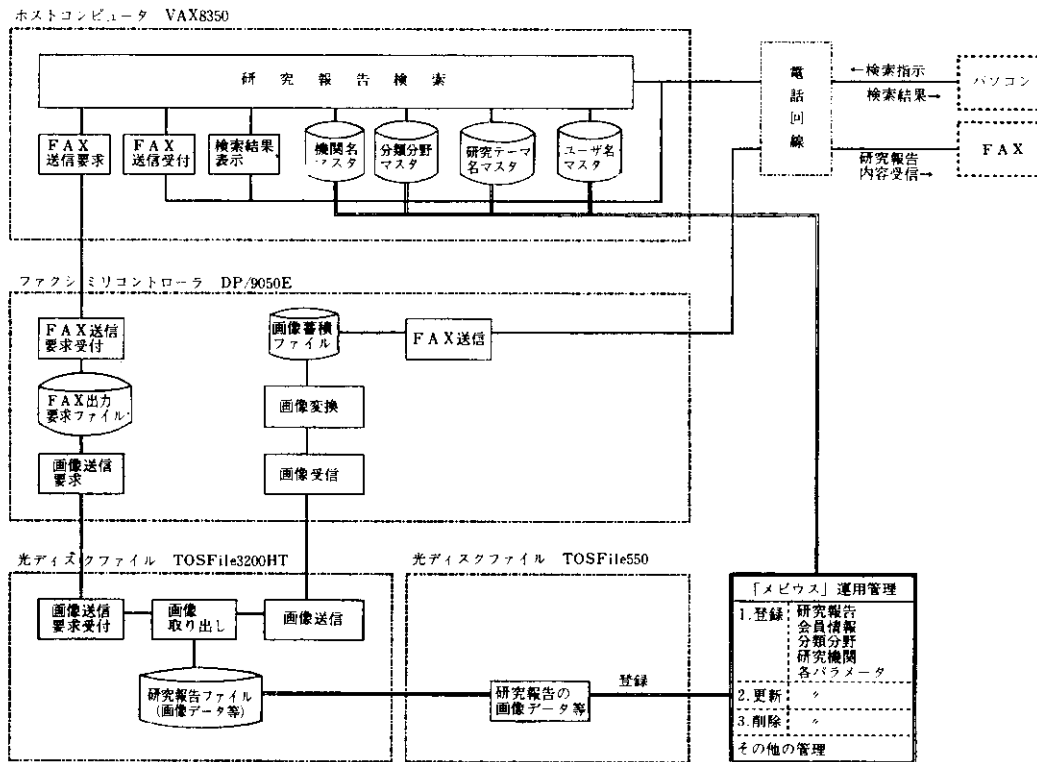 ホストコンピュータ VAX8350
研究報告検索
FAX
送信要求
FAX
送信受付
検索結果
表示
機関名
マスタ
分類分野
マスタ
研究テーマ
名マスタ
ユーザ名
マスタ
電話回線
←検索指示
検索結果→
パソコン
FAX
研究報告
内容受信→
ファクシミリコントローラ DP/9050E
FAX送信
要求受付
FAX出力
要求ファイル
画像送信
要求
画像蓄積
ファイル
FAX送信
画像変換
画像受信
光ディスクファイル TOSFile3200HT
画像送信
要求受付
画像
取り出し
画像送信
研究報告ファイル
(画像データ等)
光ディスクファイル TOSFile550
研究報告の
画像データ等
登録
「メビウス」運用管理
1.登録 研究報告
会員情報
分類分野
研究機関
各パラメータ
2.更新 〃
3.削除 〃
その他の管理